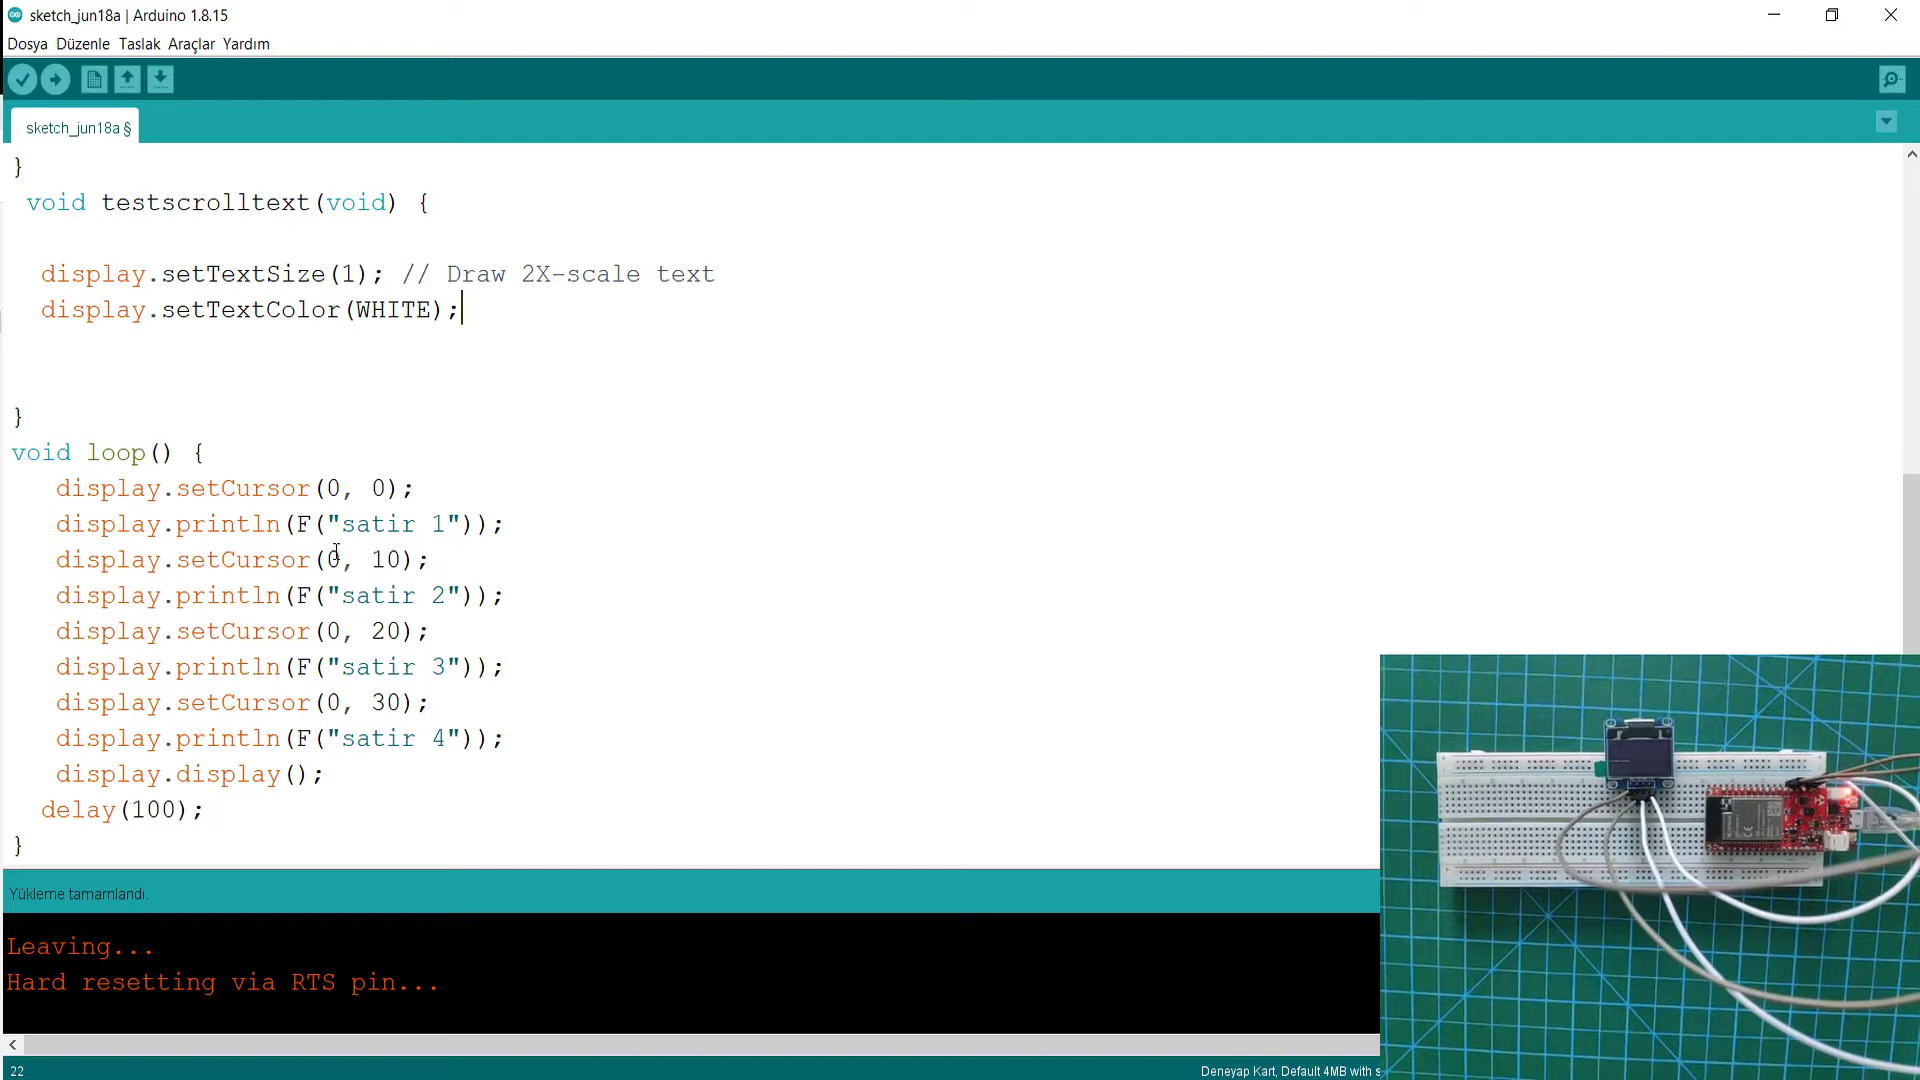 sketch_jun18a | Arduino 1.8.15
Dosya Düzenle Taslak Araçlar Yardım
sketch_jun18a §
}
void testscrolltext(void) {
display.setTextSize(1); // Draw 2X-scale text
display.setTextColor(WHITE);
}
void loop() {
display.setCursor(0, 0);
display.println(F("satir 1"));
display.setCursor(0, 10);
display.println(F("satir 2"));
display.setCursor(0, 20);
display.println(F("satir 3"));
display.setCursor(0, 30);
display.println(F("satir 4"));
display.display();
delay(100);
}
Yükleme tamamlandı.
Leaving...
Hard resetting via RTS pin...
22
Deneyap Kart, Default 4MB with s